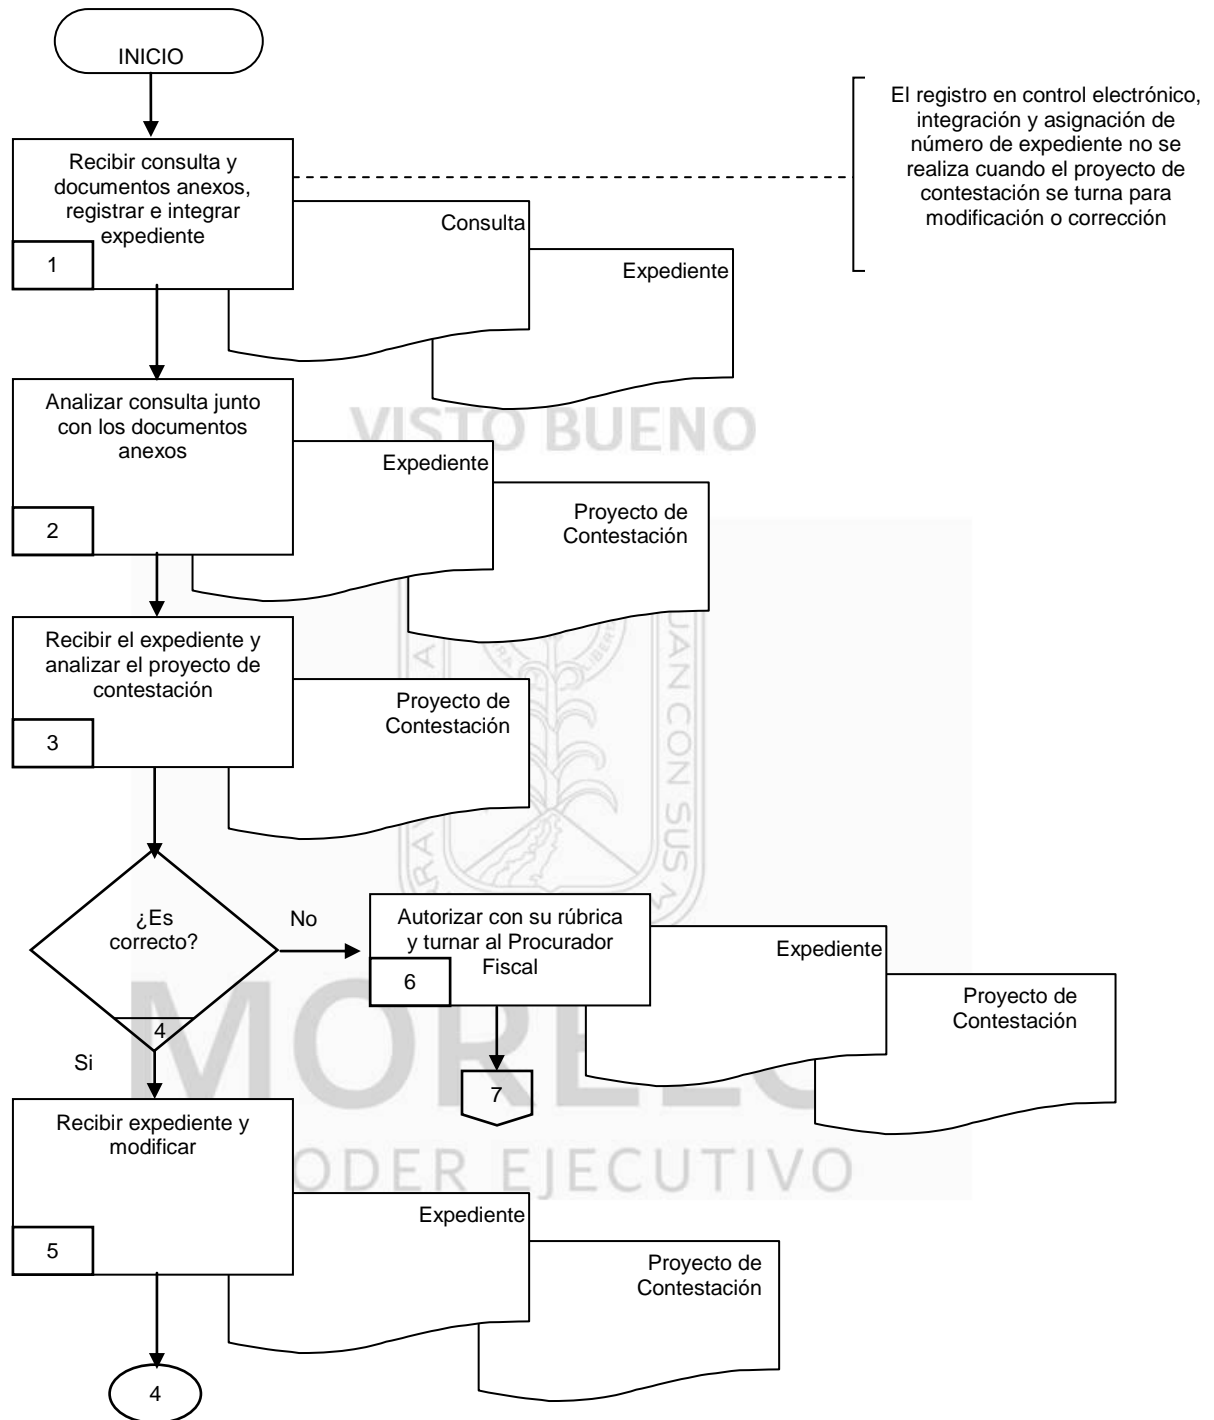 INICIO
El registro en control electrónico,
integración y asignación de
número de expediente no se
realiza cuando el proyecto de
contestación se turna para
modificación o corrección
Recibir consulta y
documentos anexos,
registrar e integrar
expediente
1
Consulta
Expediente
VISTO BUENO
Analizar consulta junto
con los documentos
anexos
2
Expediente
Proyecto de
Contestación
Recibir el expediente y
analizar el proyecto de
contestación
3
Proyecto de
Contestación
¿Es
correcto?
4
No
Si
Autorizar con su rúbrica
y turnar al Procurador
Fiscal
6
Expediente
Proyecto de
Contestación
7
Recibir expediente y
modificar
5
Expediente
Proyecto de
Contestación
4
EJECUTIVO